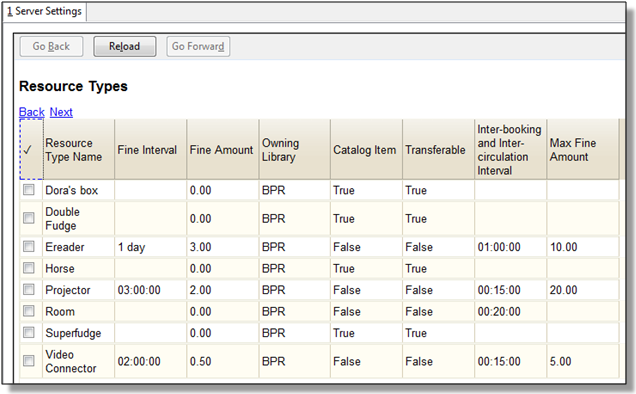 1 Server Settings
Go Back Reload Go Forward
Resource Types
Back Next
✓ Resource Type Name Fine Interval Fine Amount Owning Library Catalog Item Transferable Inter-booking and Inter-circulation Interval Max Fine Amount
Dora's box 0.00 BPR True True
Double Fudge 0.00 BPR True True
Ereader 1 day 3.00 BPR False False 01:00:00 10.00
Horse 0.00 BPR True True
Projector 03:00:00 2.00 BPR False False 00:15:00 20.00
Room 0.00 BPR False False 00:20:00
Superfudge 0.00 BPR True True
Video Connector 02:00:00 0.50 BPR False False 00:15:00 5.00